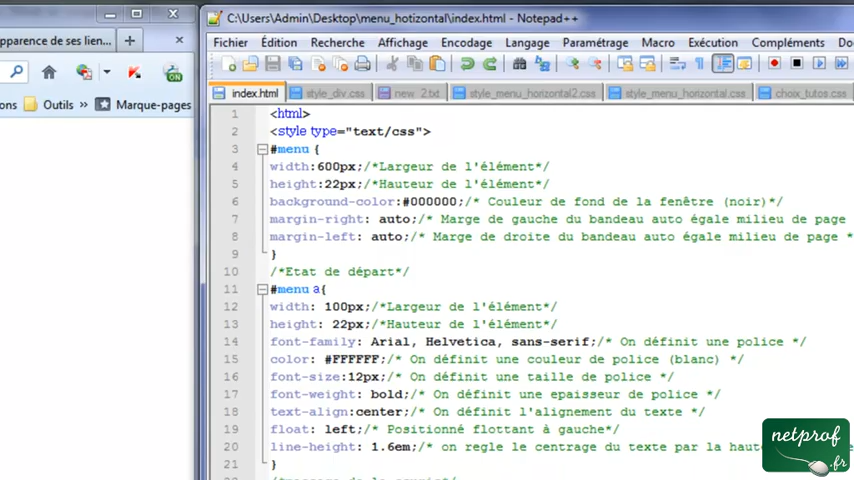 C:\Users\Admin\Desktop\menu_hotizontal\index.html - Notepad++
pparence de ses lien...
Fichier Édition Recherche Affichage Encodage Langage Paramétrage Macro Exécution Compléments Do
ON
ons Outils » Marque-pages
index.html style_div.css new 2.txt style_menu_horizontal2.css style_menu_horizontal.css choix_tutos.css
1 <html>
2 <style type="text/css">
3 #menu {
4 width:600px;/*Largeur de l'élément*/
5 height:22px;/*Hauteur de l'élément*/
6 background-color:#000000;/* Couleur de fond de la fenêtre (noir)*/
7 margin-right: auto;/* Marge de gauche du bandeau auto égale milieu de page
8 margin-left: auto;/* Marge de droite du bandeau auto égale milieu de page *
9 }
10 /*Etat de départ*/
11 #menu a{
12 width: 100px;/*Largeur de l'élément*/
13 height: 22px;/*Hauteur de l'élément*/
14 font-family: Arial, Helvetica, sans-serif;/* On définit une police */
15 color: #FFFFFF;/* On définit une couleur de police (blanc) */
16 font-size:12px;/* On définit une taille de police */
17 font-weight: bold;/* On définit une epaisseur de police */
18 text-align:center;/* On définit l'alignement du texte */
19 float: left;/* Positionné flottant à gauche*/
20 line-height: 1.6em;/* on regle le centrage du texte par la haut
21 }
netprof
.fr